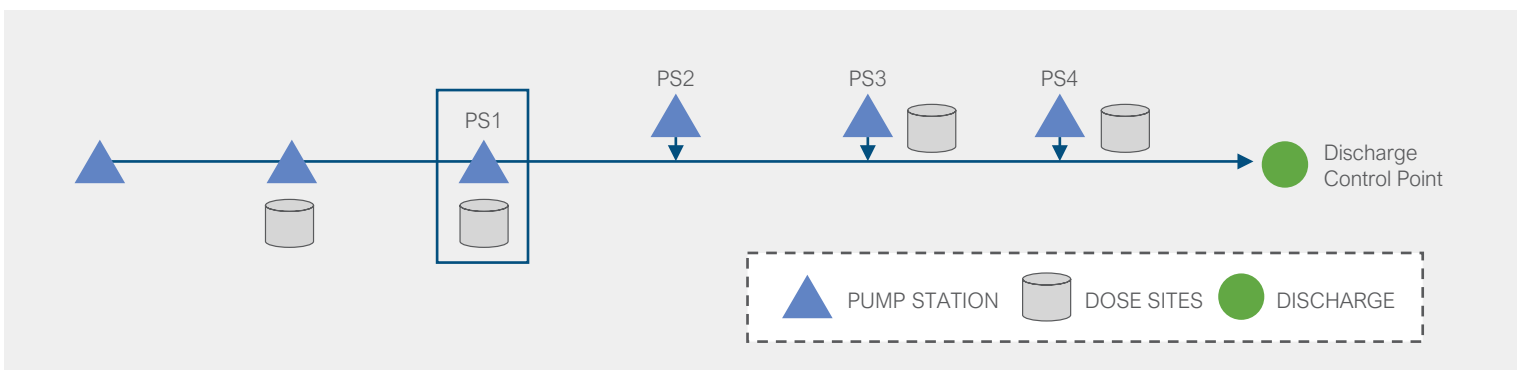 PS1
PS2
PS3
PS4
Discharge
Control Point
PUMP STATION
DOSE SITES
DISCHARGE